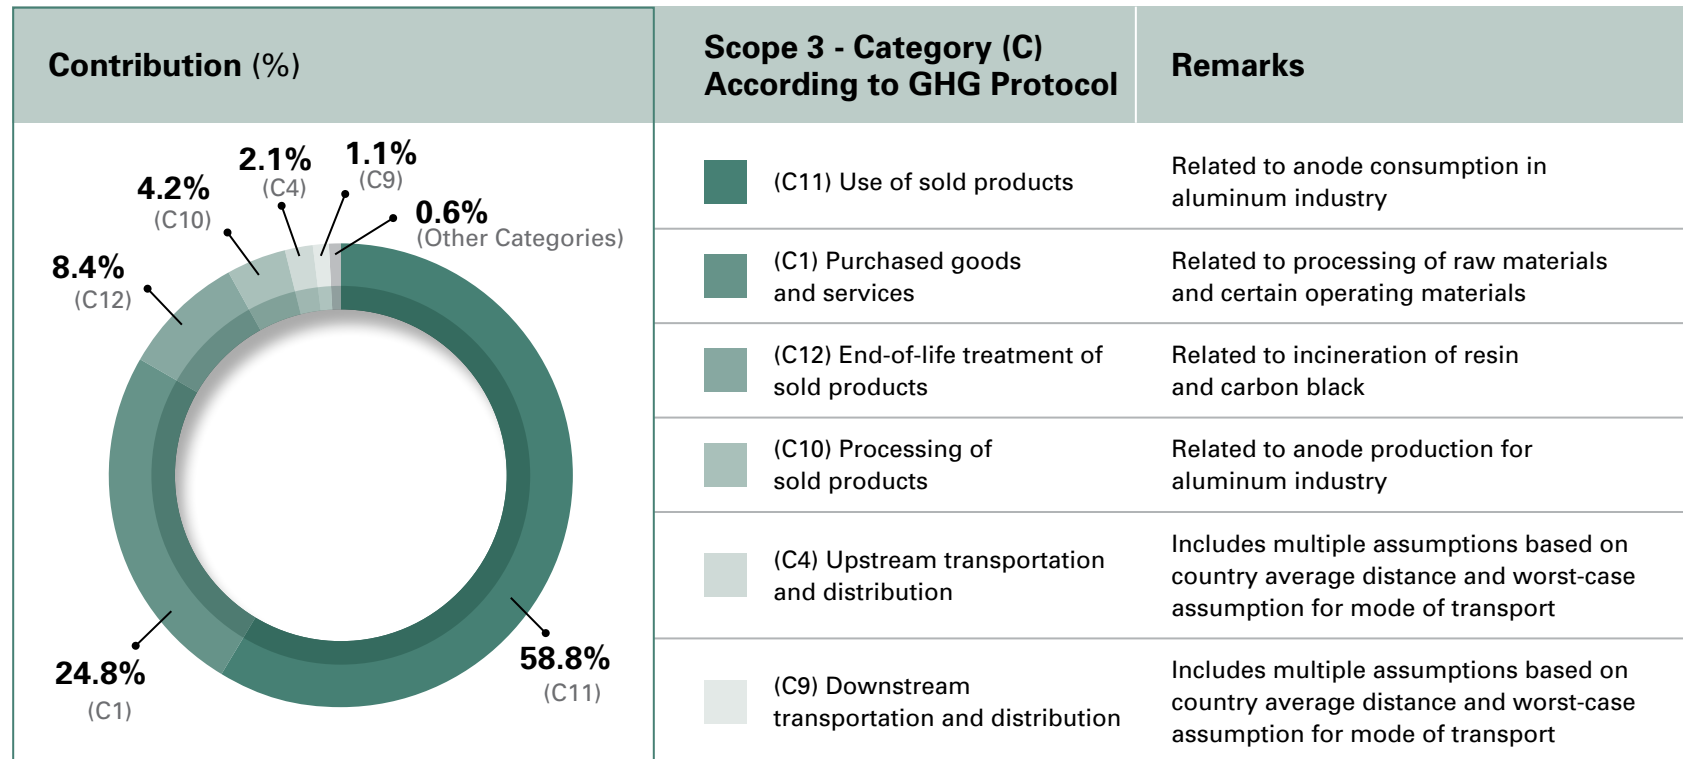 Contribution (%)
Scope 3 - Category (C)
According to GHG Protocol
Remarks
2.1%
(C4)
1.1%
(C9)
4.2%
(C10)
0.6%
(Other Categories)
8.4%
(C12)
24.8%
(C1)
58.8%
(C11)
(C11) Use of sold products
Related to anode consumption in
aluminum industry
(C1) Purchased goods
and services
Related to processing of raw materials
and certain operating materials
(C12) End-of-life treatment of
sold products
Related to incineration of resin
and carbon black
(C10) Processing of
sold products
Related to anode production for
aluminum industry
(C4) Upstream transportation
and distribution
Includes multiple assumptions based on
country average distance and worst-case
assumption for mode of transport
(C9) Downstream
transportation and distribution
Includes multiple assumptions based on
country average distance and worst-case
assumption for mode of transport